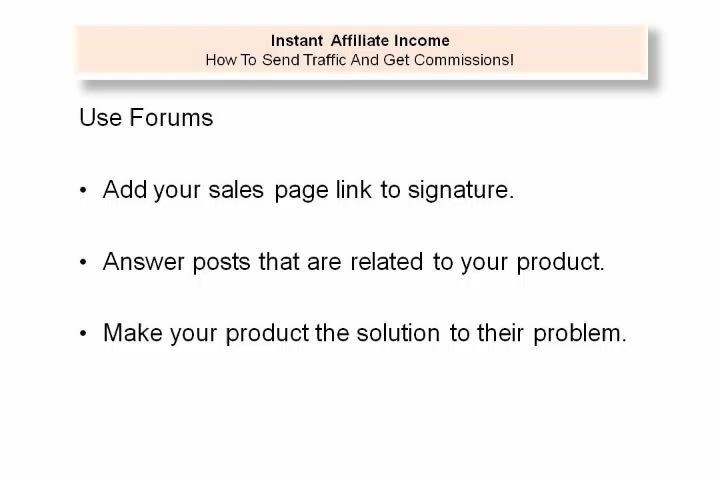 Instant Affiliate Income
How To Send Traffic And Get Commissions!
Use Forums
• Add your sales page link to signature.
• Answer posts that are related to your product.
• Make your product the solution to their problem.